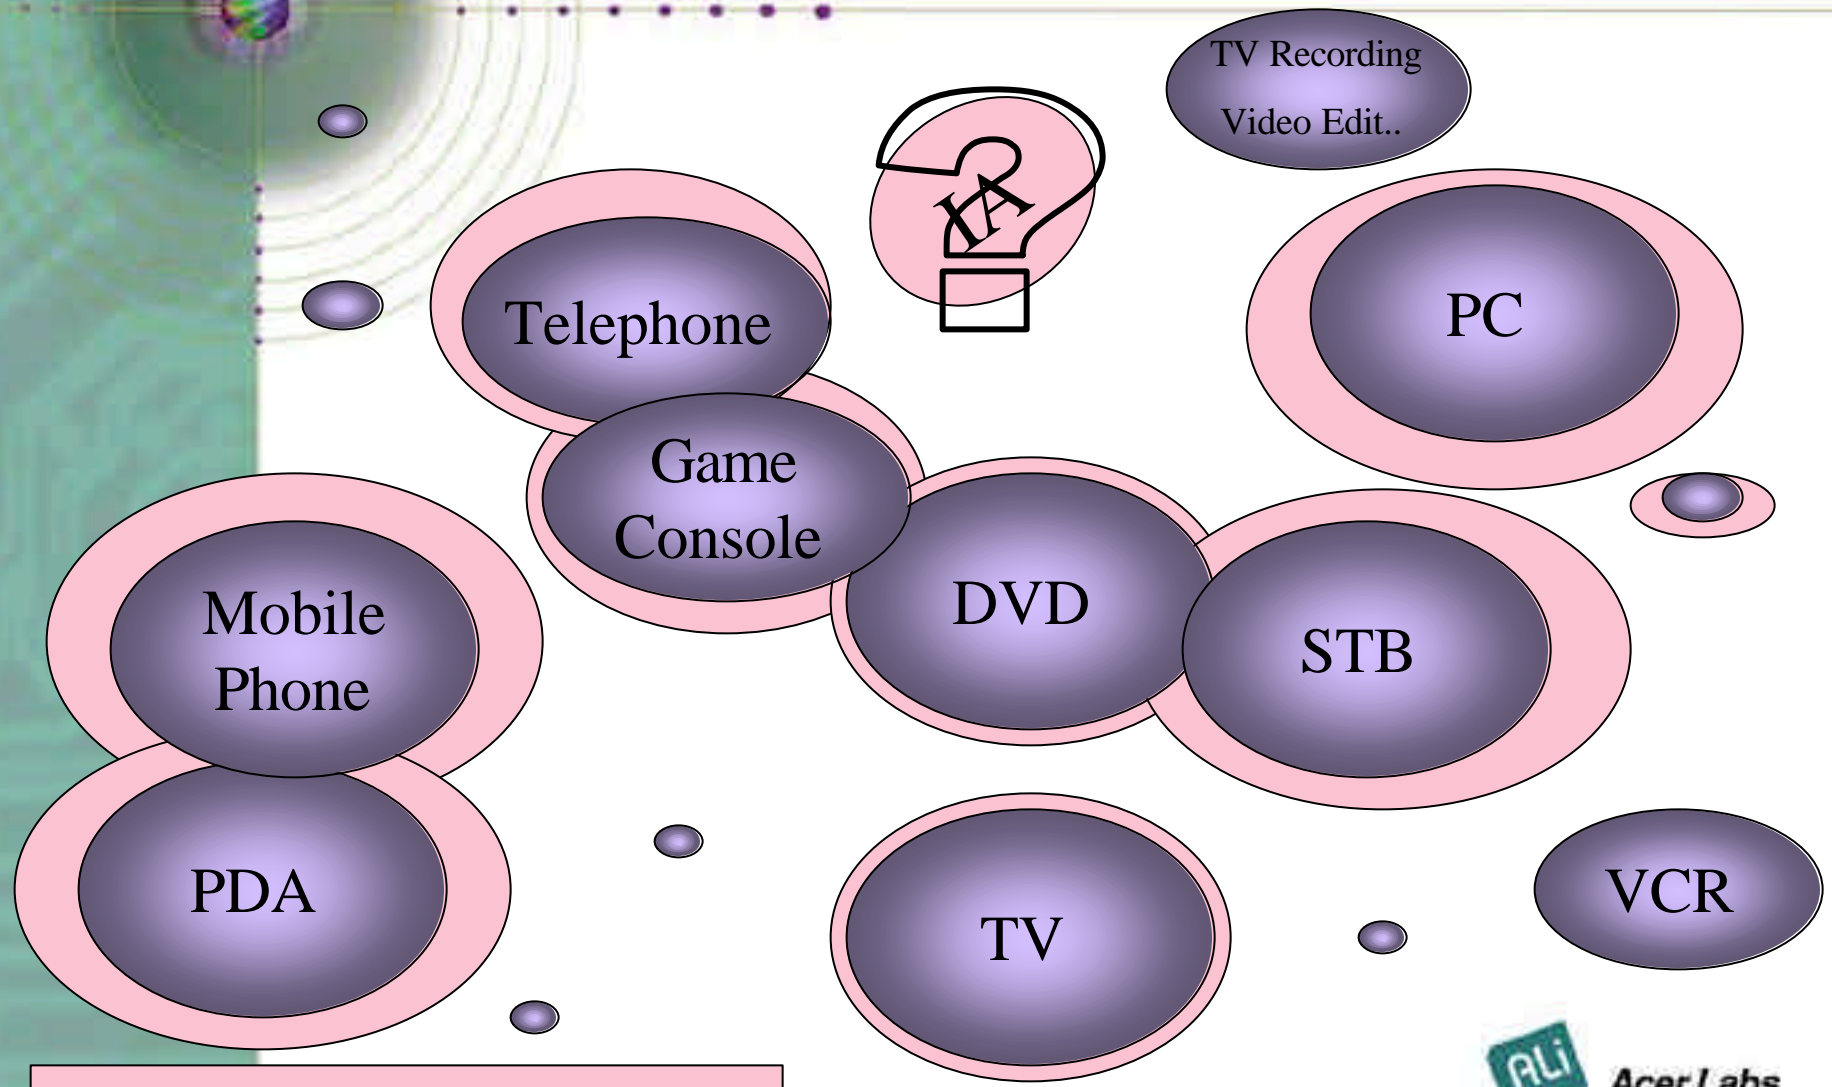 TV Recording
Video Edit..
IA
?
Telephone
PC
Game
Console
DVD
STB
Mobile
Phone
PDA
TV
VCR
ALi
Acer Labs